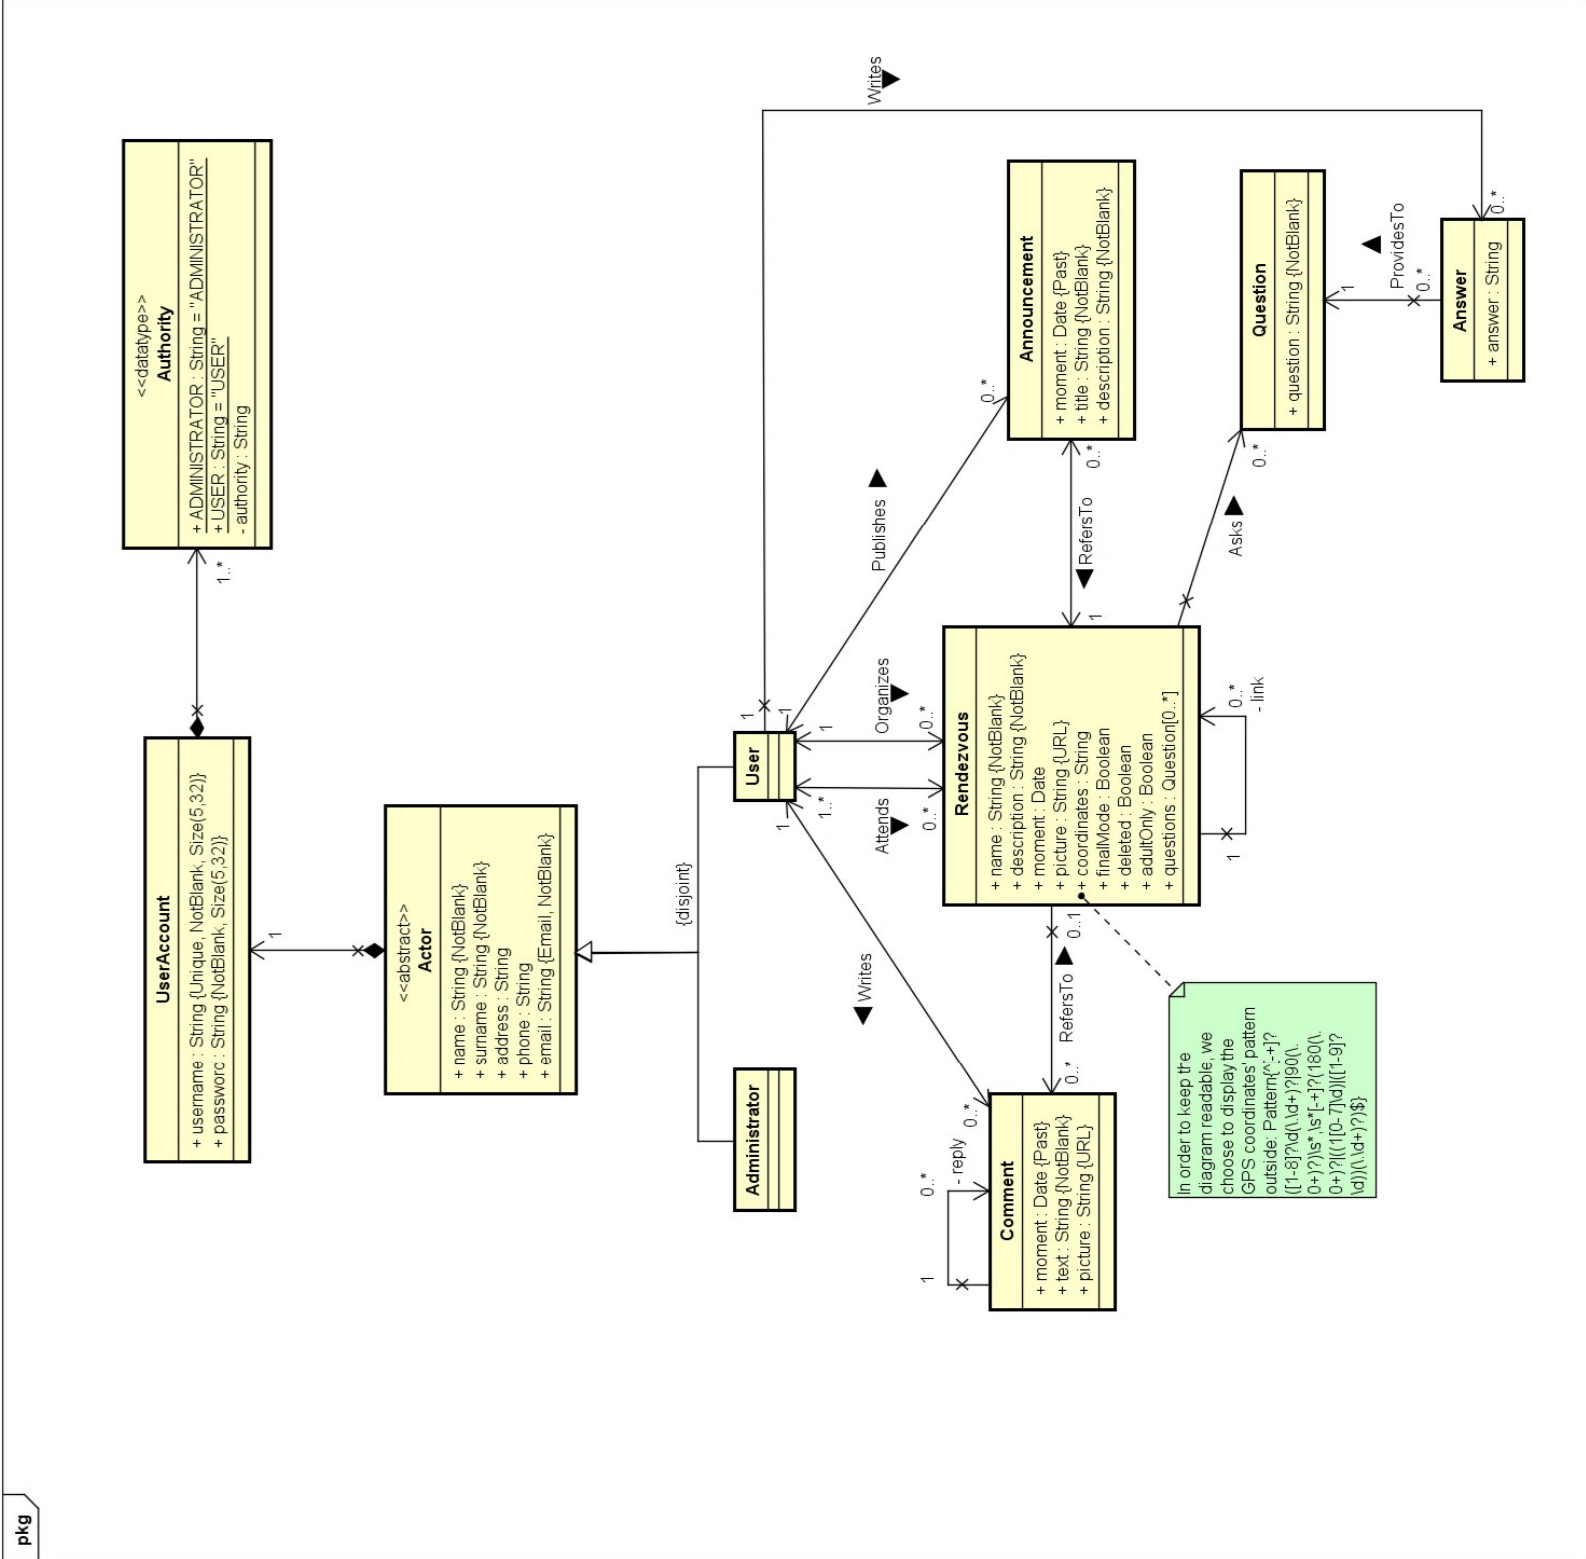 pkg
<<datatype>>
Authority
+ ADMINISTRATOR : String = "ADMINISTRATOR"
+ USER : String = "USER"
- authority : String
1..*
UserAccount
+ username : String {Unique, NotBlank, Size(5,32)}
+ passworc : String {NotBlank, Size(5,32)}
1
<<abstract>>
Actor
+ name : String {NotBlank}
+ surname : String {NotBlank}
+ address : String
+ phone : String
+ email : String {Email, NotBlank}
{disjoint}
Administrator
User
1
1
1
1..*
1
Writes
Writes
Attends
Organizes
Publishes
0..*
0..*
0..*
0..*
1
0..*
- reply
Comment
+ moment : Date {Past}
+ text : String {NotBlank}
+ picture : String {URL}
0..*
RefersTo
0..1
Rendezvous
+ name : String {NotBlank}
+ description : String {NotBlank}
+ moment : Date
+ picture : String {URL}
+ coordinates : String
+ finalMode : Boolean
+ deleted : Boolean
+ adultOnly : Boolean
+ questions : Question[0..*]
1
RefersTo
0..*
Announcement
+ moment : Date {Past}
+ title : String {NotBlank}
+ description : String {NotBlank}
1
0..*
- link
Asks
0..*
Question
+ question : String {NotBlank}
1
ProvidesTo
0..*
Answer
+ answer : String
0..*
In order to keep the
diagram readable, we
choose to display the
GPS coordinates' pattern
outside: Pattern{^[-+]?
([1-8]?\d(\.\d+)?|90(\.
0+)?)\s*,\s*[-+]?(180(\.
0+)?|((1[0-7]\d)|([1-9]?
\d))(\.\d+)?)$}